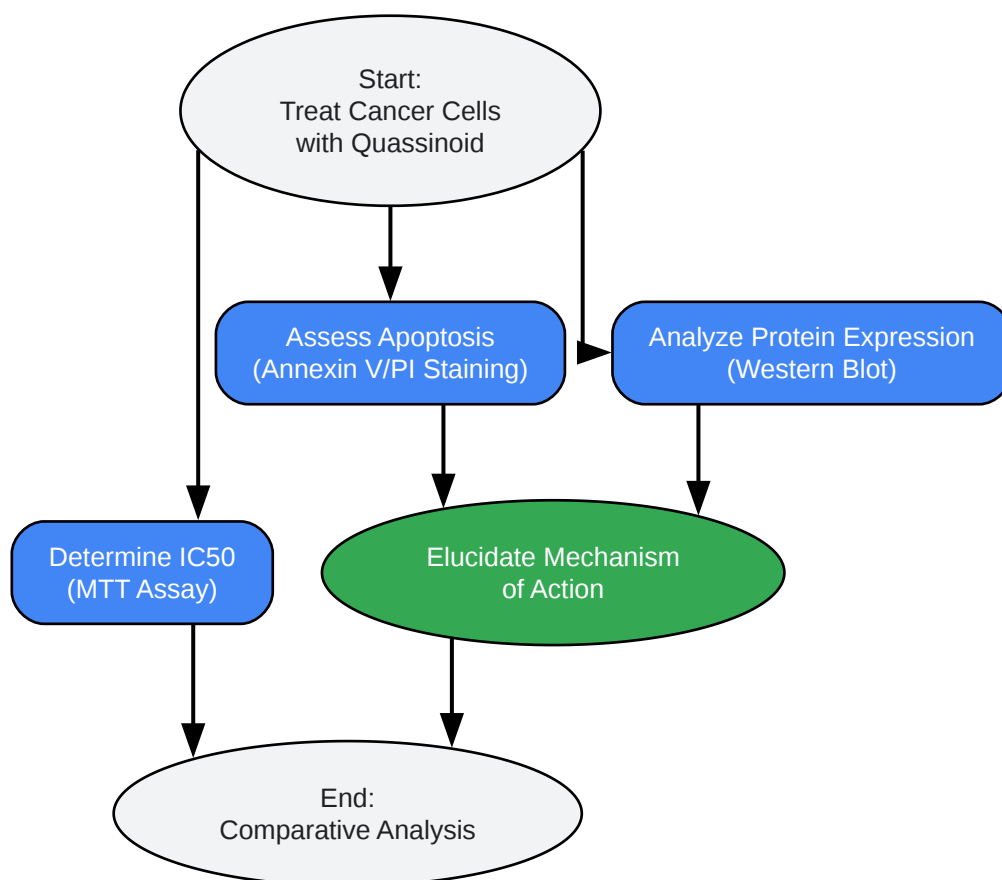 Start:
Treat Cancer Cells
with Quassinoid
Assess Apoptosis
(Annexin V/PI Staining)
Analyze Protein Expression
(Western Blot)
Determine IC50
(MTT Assay)
Elucidate Mechanism
of Action
End:
Comparative Analysis